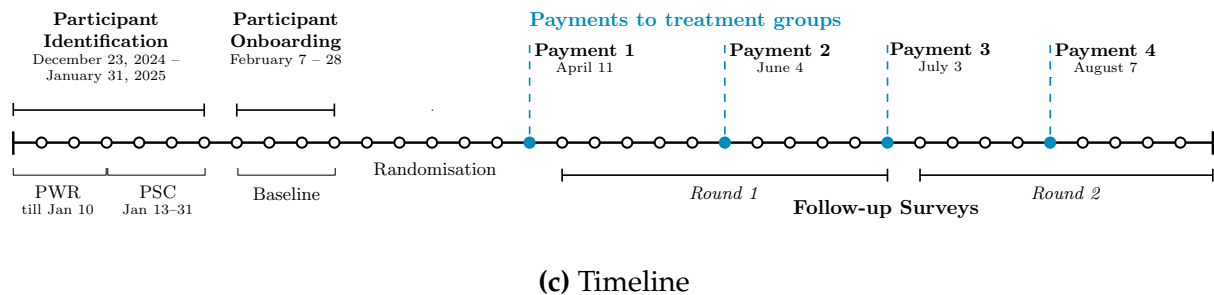 Participant
Identification
December 23, 2024 –
January 31, 2025
Participant
Onboarding
February 7 – 28
Payments to treatment groups
Payment 1
April 11
Payment 2
June 4
Payment 3
July 3
Payment 4
August 7
PWR
till Jan 10
PSC
Jan 13–31
Baseline
Randomisation
Round 1
Round 2
Follow-up Surveys
(c) Timeline